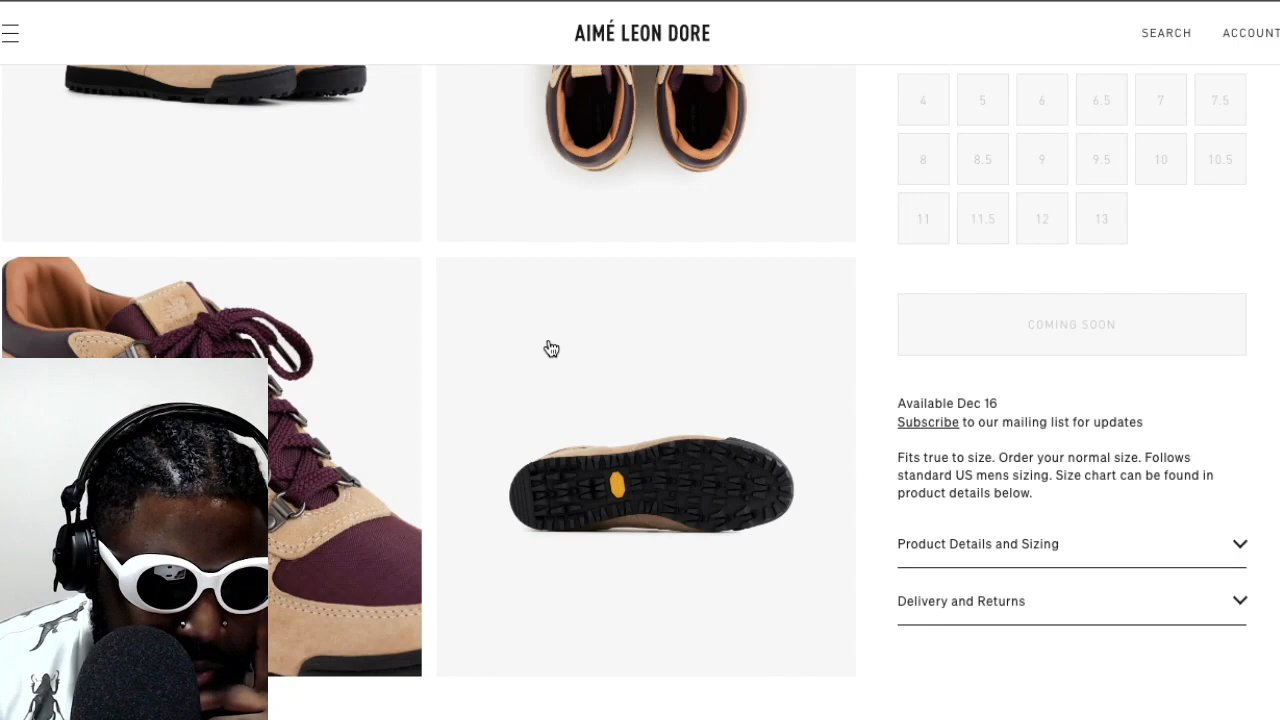 AIMÉ LEON DORE
SEARCH
ACCOUNT
4
5
6
6.5
7
7.5
8
8.5
9
9.5
10
10.5
11
11.5
12
13
COMING SOON
Available Dec 16
Subscribe to our mailing list for updates
Fits true to size. Order your normal size. Follows
standard US mens sizing. Size chart can be found in
product details below.
Product Details and Sizing
Delivery and Returns